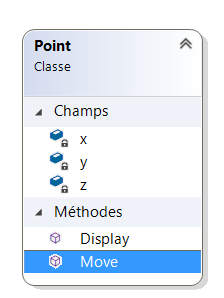 Point
Classe
Champs
x
y
z
Méthodes
Display
Move